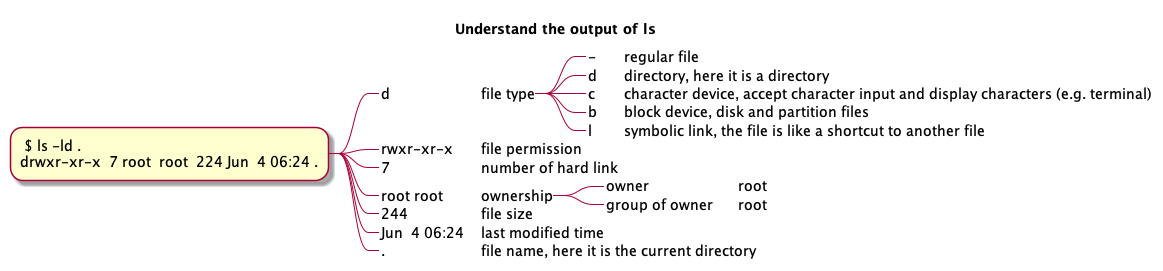 Understand the output of ls
$ ls -ld .
drwxr-xr-x  7 root  root  224 Jun  4 06:24 .
d file type
- regular file
d directory, here it is a directory
c character device, accept character input and display characters (e.g. terminal)
b block device, disk and partition files
l symbolic link, the file is like a shortcut to another file
rwxr-xr-x file permission
7 number of hard link
root root ownership
owner root
group of owner root
244 file size
Jun  4 06:24 last modified time
. file name, here it is the current directory